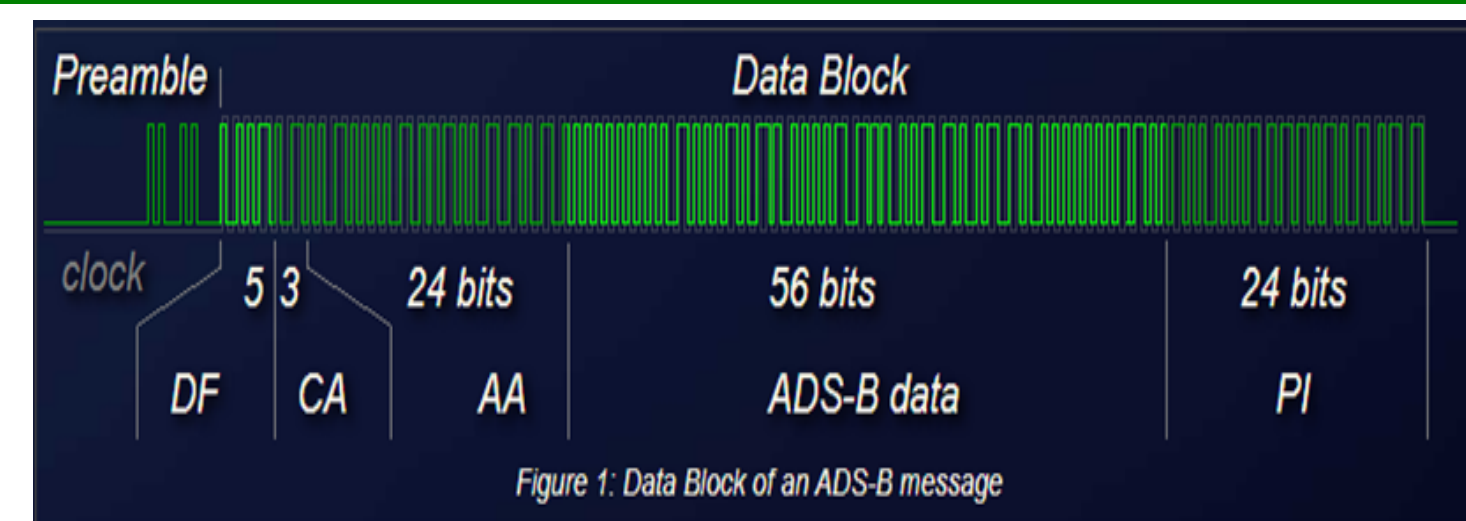 Preamble Data Block
clock 5 3 24 bits 56 bits 24 bits
DF CA AA ADS-B data PI
Figure 1: Data Block of an ADS-B message